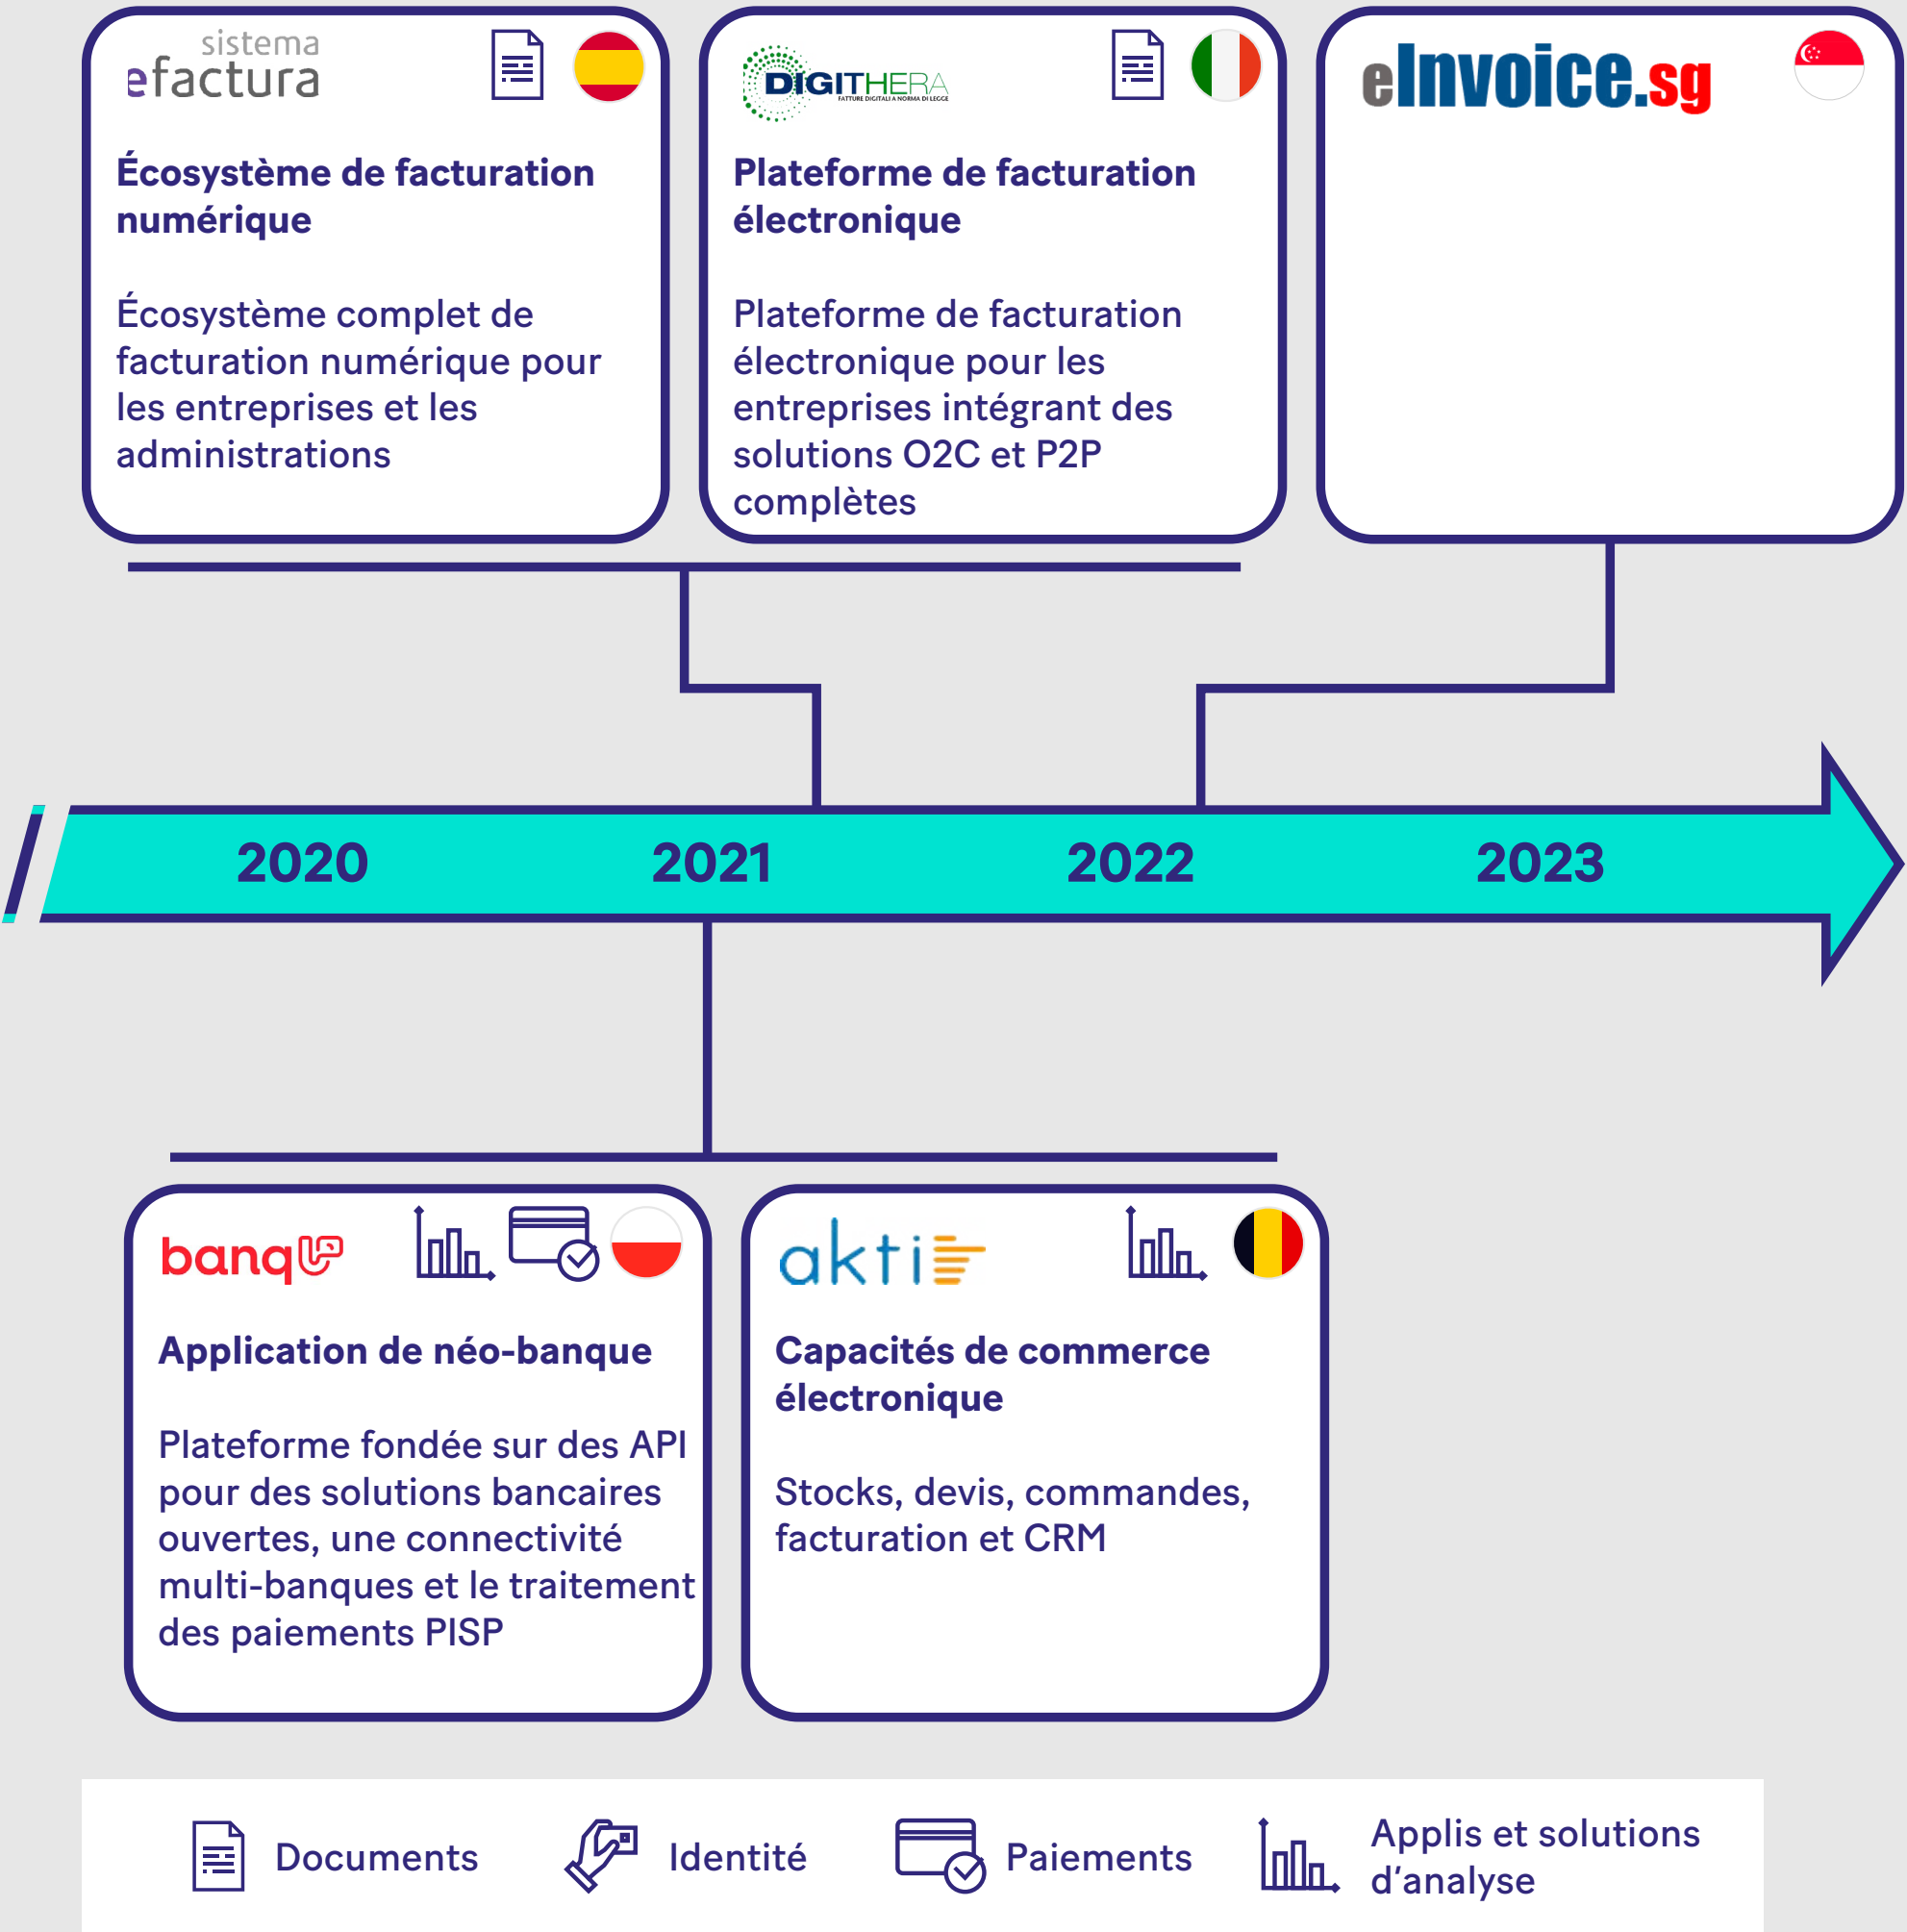 sistema
efactura
Écosystème de facturation
numérique
Écosystème complet de
facturation numérique pour
les entreprises et les
administrations
DIGITHERA
FATTURE DIGITALI A NORMA DI LEGGE
Plateforme de facturation
électronique
Plateforme de facturation
électronique pour les
entreprises intégrant des
solutions O2C et P2P
complètes
eInvoice.sg
2020
2021
2022
2023
banqUP
Application de néo-banque
Plateforme fondée sur des API
pour des solutions bancaires
ouvertes, une connectivité
multi-banques et le traitement
des paiements PISP
akti
Capacités de commerce
électronique
Stocks, devis, commandes,
facturation et CRM
Documents
Identité
Paiements
Applis et solutions
d’analyse